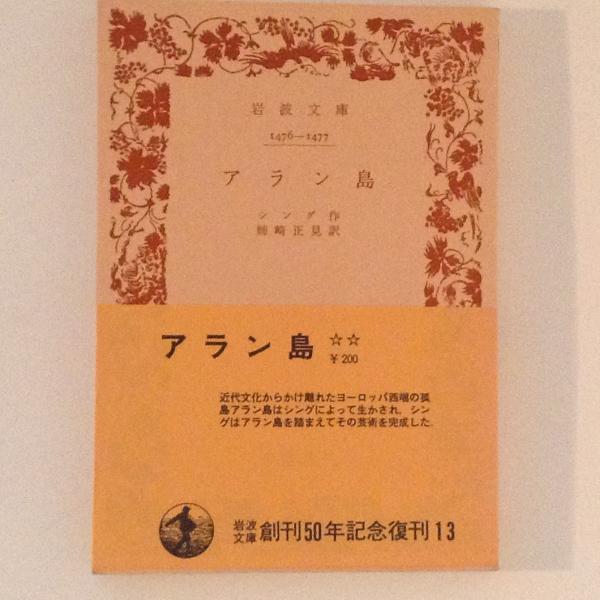 岩波文庫
1476—1477
アラン島
シング作
姉崎正見訳
アラン島 ☆☆
¥200
近代文化からかけ離れたヨーロッパ西端の孤
島アラン島はシングによって生かされ、シン
グはアラン島を踏まえてその芸術を完成した。
岩波
文庫 創刊50年記念復刊13